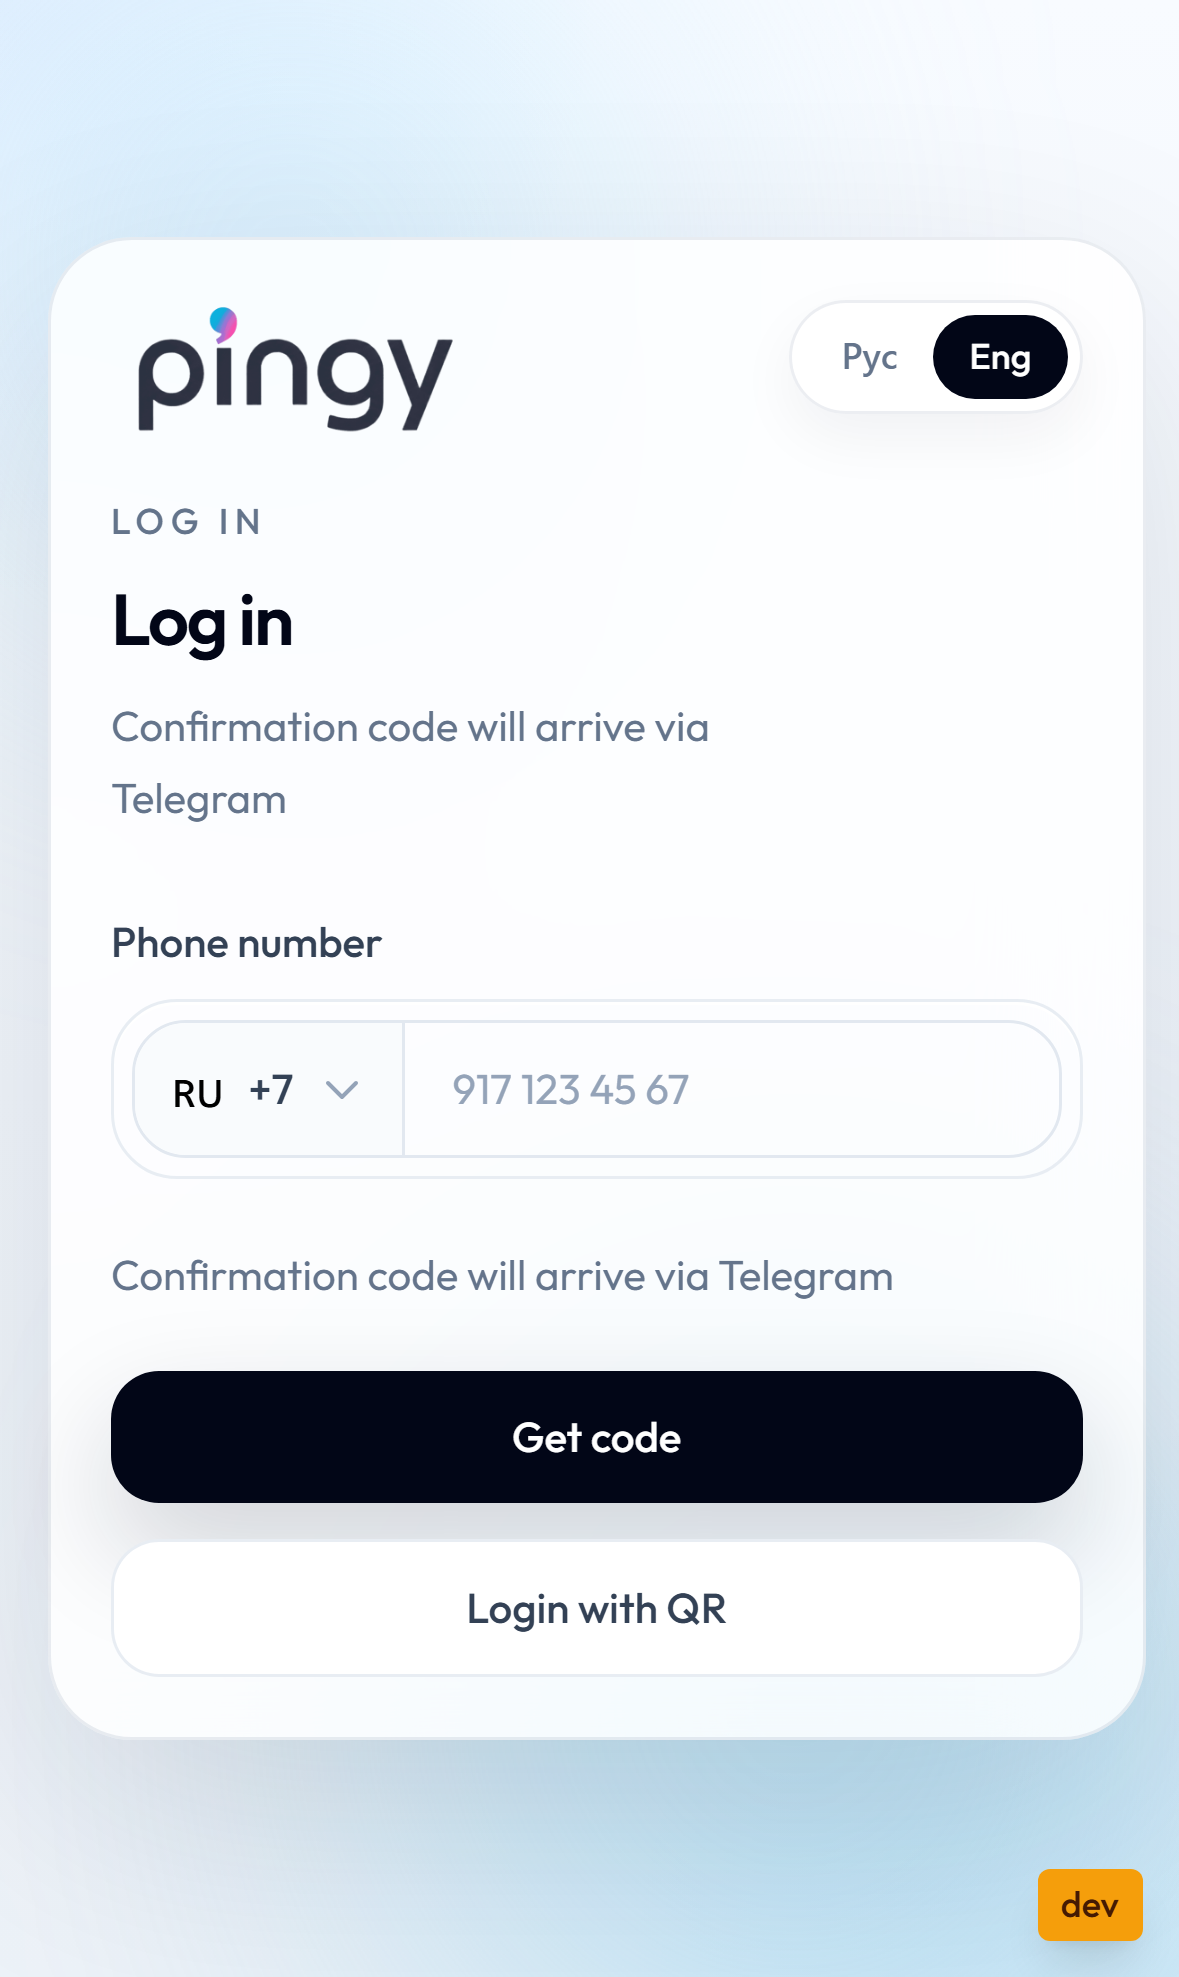 pingy
Рус Eng
LOG IN
Log in
Confirmation code will arrive via
Telegram
Phone number
RU +7 917 123 45 67
Confirmation code will arrive via Telegram
Get code
Login with QR
dev